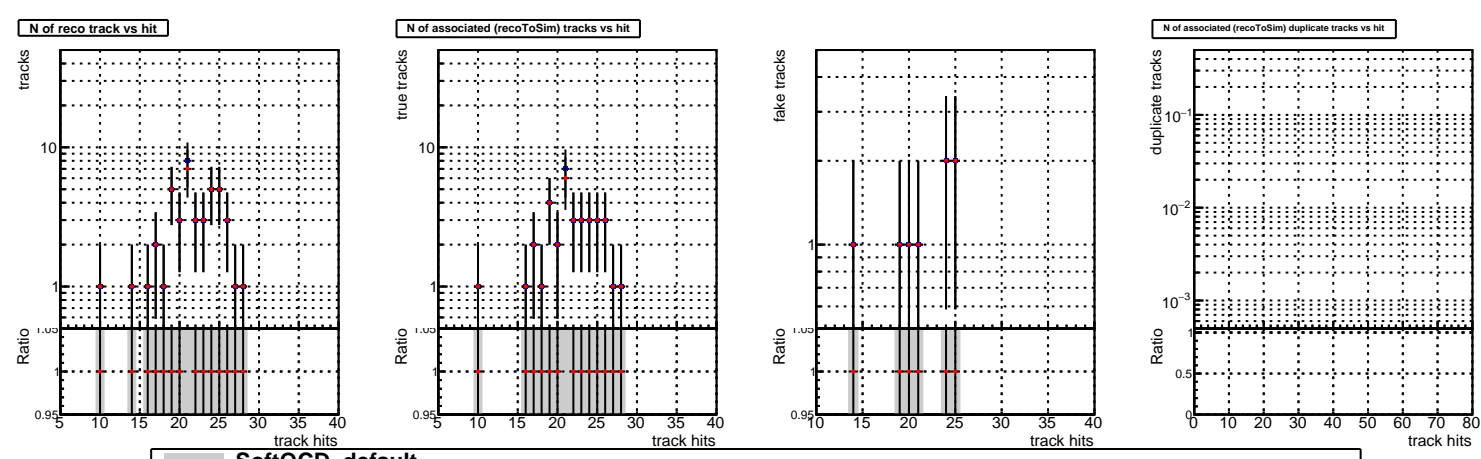 N of reco track vs hit
N of associated (recoToSim) tracks vs hit
N of associated (recoToSim) duplicate tracks vs hit
tracks
10
1
Ratio
1.05
1
0.95
5 10 15 20 25 30 35 40
track hits
true tracks
10
1
Ratio
1.05
1
0.95
5 10 15 20 25 30 35 40
track hits
fake tracks
1
Ratio
1.05
1
0.95
10 15 20 25 30 35 40
track hits
duplicate tracks
10⁻¹
10⁻²
10⁻³
Ratio
1
0.5
0
0 10 20 30 40 50 60 70 80
track hits
SoftQCD_default